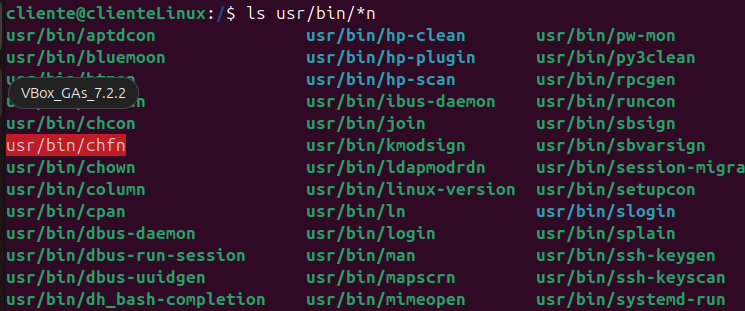 cliente@clienteLinux:/$ ls usr/bin/*n
usr/bin/aptdcon usr/bin/hp-clean usr/bin/pw-mon
usr/bin/bluemoon usr/bin/hp-plugin usr/bin/py3clean
usr/bin/hp-scan usr/bin/rpcgen
VBox_GAs_7.2.2
usr/bin/ibus-daemon usr/bin/runcon
usr/bin/chcon usr/bin/join usr/bin/sbsign
usr/bin/chfn usr/bin/kmodsign usr/bin/sbvarsign
usr/bin/chown usr/bin/ldapmodrdn usr/bin/session-migra
usr/bin/column usr/bin/linux-version usr/bin/setupcon
usr/bin/cpan usr/bin/ln usr/bin/slogin
usr/bin/dbus-daemon usr/bin/login usr/bin/splain
usr/bin/dbus-run-session usr/bin/man usr/bin/ssh-keygen
usr/bin/dbus-uuidgen usr/bin/mapscrn usr/bin/ssh-keyscan
usr/bin/dh_bash-completion usr/bin/mimeopen usr/bin/systemd-run